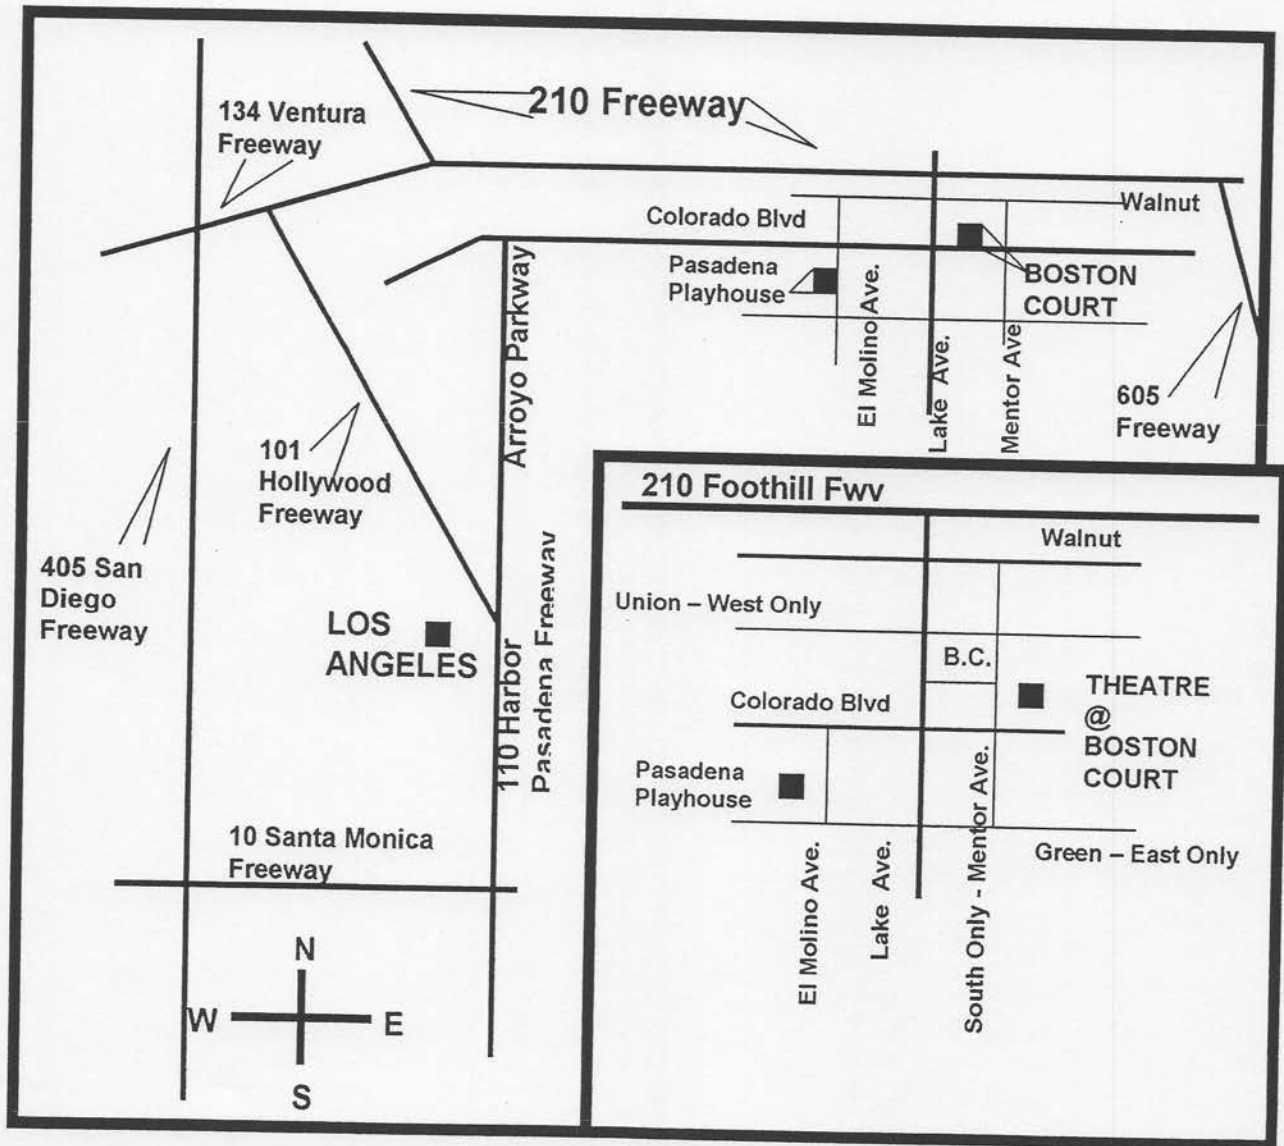 134 Ventura
Freeway
210 Freeway
Walnut
Colorado Blvd
Pasadena
Playhouse
BOSTON
COURT
El Molino Ave.
Lake Ave.
Mentor Ave
605
Freeway
Arroyo Parkway
101
Hollywood
Freeway
405 San
Diego
Freeway
LOS
ANGELES
110 Harbor
Pasadena Freeway
10 Santa Monica
Freeway
N
W
E
S
210 Foothill Fwy
Walnut
Union – West Only
B.C.
Colorado Blvd
THEATRE
@
BOSTON
COURT
Pasadena
Playhouse
Green – East Only
El Molino Ave.
Lake Ave.
South Only - Mentor Ave.